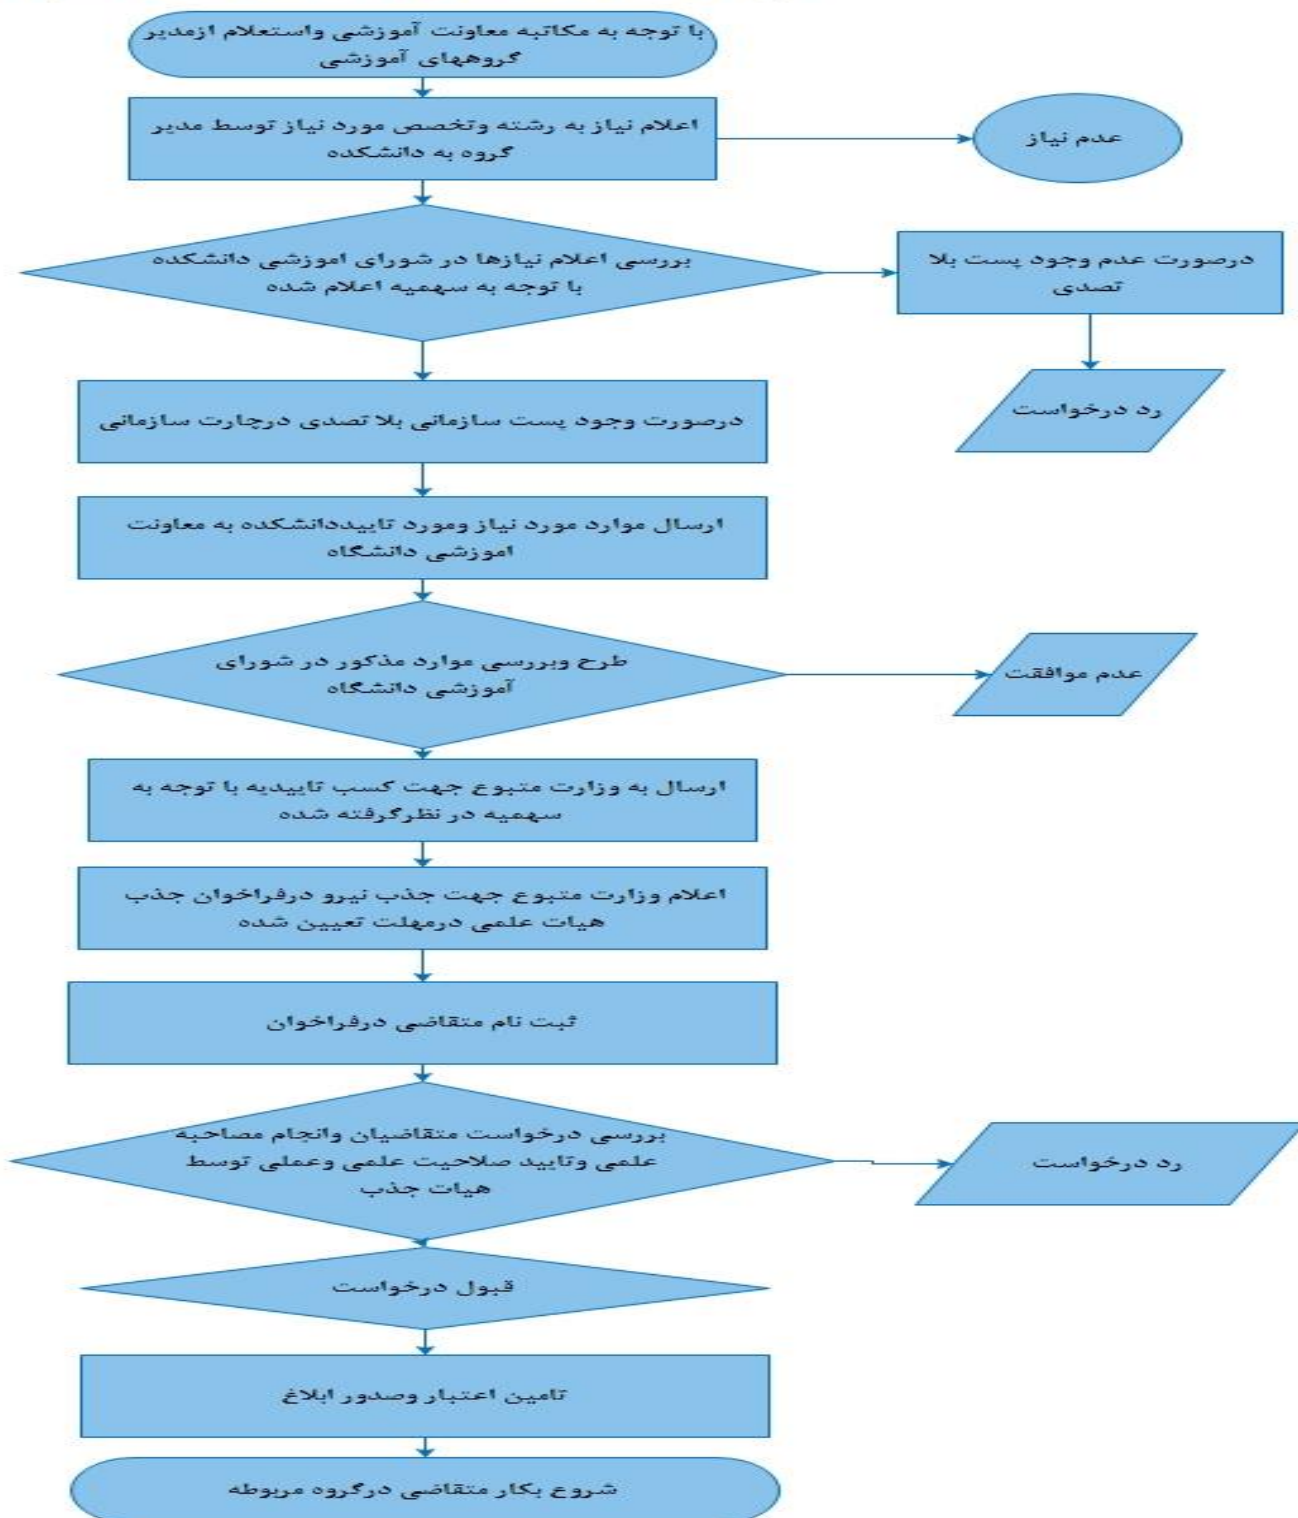 با توجه به مکاتبه معاونت آموزشی واستعلام ازمدیر
گروههای آموزشی
اعلام نیاز به رشته وتخصص مورد نیاز توسط مدیر
گروه به دانشکده
عدم نیاز
بررسی اعلام نیازها در شورای اموزشی دانشکده
با توجه به سهمیه اعلام شده
درصورت عدم وجود پست بلا
تصدی
رد درخواست
درصورت وجود پست سازمانی بلا تصدی درچارت سازمانی
ارسال موارد مورد نیاز ومورد تاییددانشکده به معاونت
اموزشی دانشگاه
طرح وبررسی موارد مذکور در شورای
آموزشی دانشگاه
عدم موافقت
ارسال به وزارت متبوع جهت کسب تاییدیه با توجه به
سهمیه در نظرگرفته شده
اعلام وزارت متبوع جهت جذب نیرو درفراخوان جذب
هیات علمی درمهلت تعیین شده
ثبت نام متقاضی درفراخوان
بررسی درخواست متقاضیان وانجام مصاحبه
علمی وتایید صلاحیت علمی وعملی توسط
هیات جذب
رد درخواست
قبول درخواست
تامین اعتبار وصدور ابلاغ
شروع بکار متقاضی درگروه مربوطه